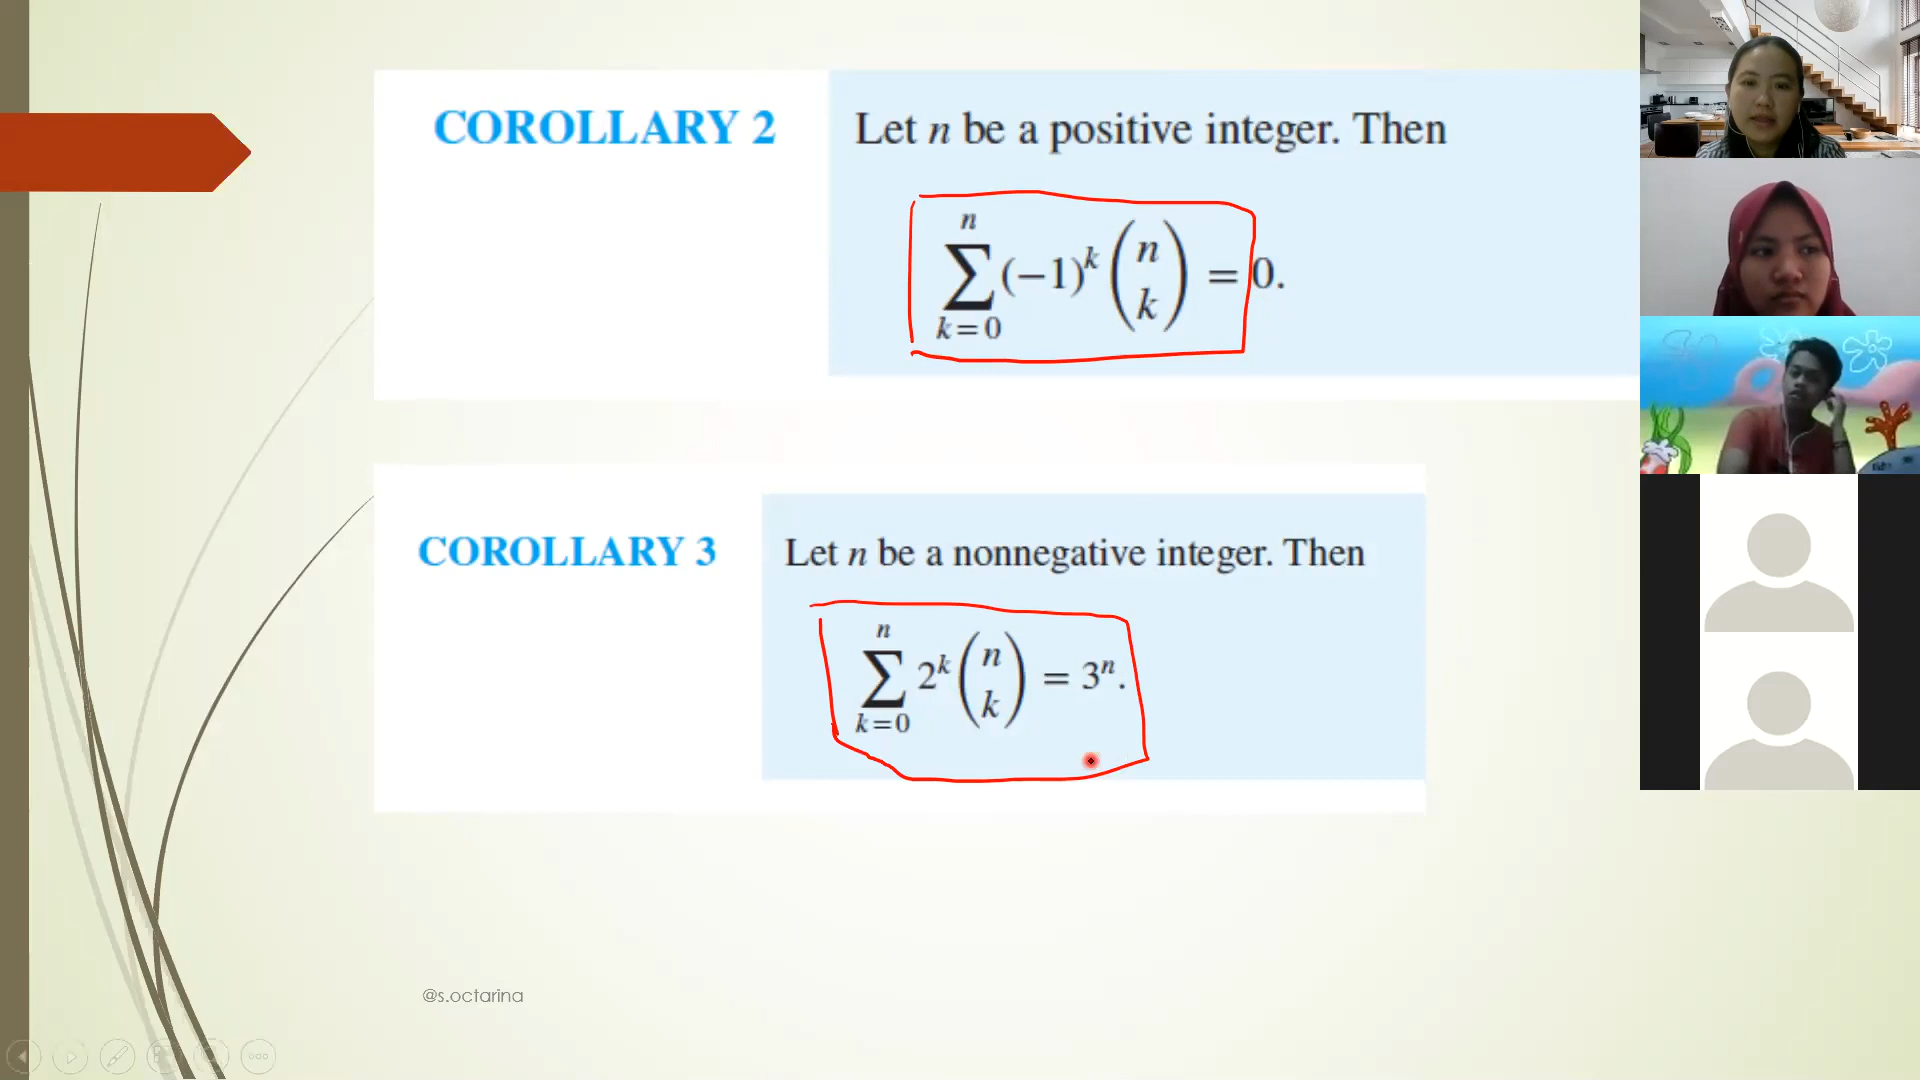 COROLLARY 2
Let n be a positive integer. Then
n
∑ (−1)^k (n k) = 0.
k=0
COROLLARY 3
Let n be a nonnegative integer. Then
n
∑ 2^k (n k) = 3^n.
k=0
@s.octarina